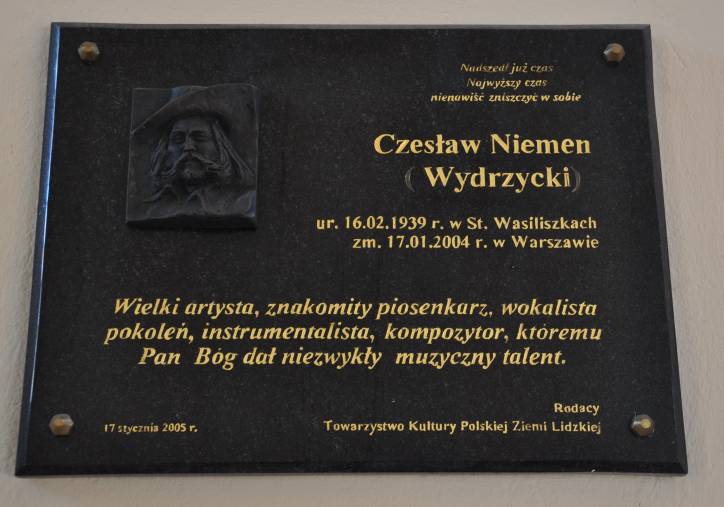 Nadszedł już czas
Najwyższy czas
nienawiść zniszczyć w sobie
Czesław Niemen
(Wydrzycki)
ur. 16.02.1939 r. w St. Wasiliszkach
zm. 17.01.2004 r. w Warszawie
Wielki artysta, znakomity piosenkarz, wokalista
pokoleń, instrumentalista, kompozytor, któremu
Pan Bóg dał niezwykły muzyczny talent.
Rodacy
17 stycznia 2005 r. Towarzystwo Kultury Polskiej Ziemi Lidzkiej